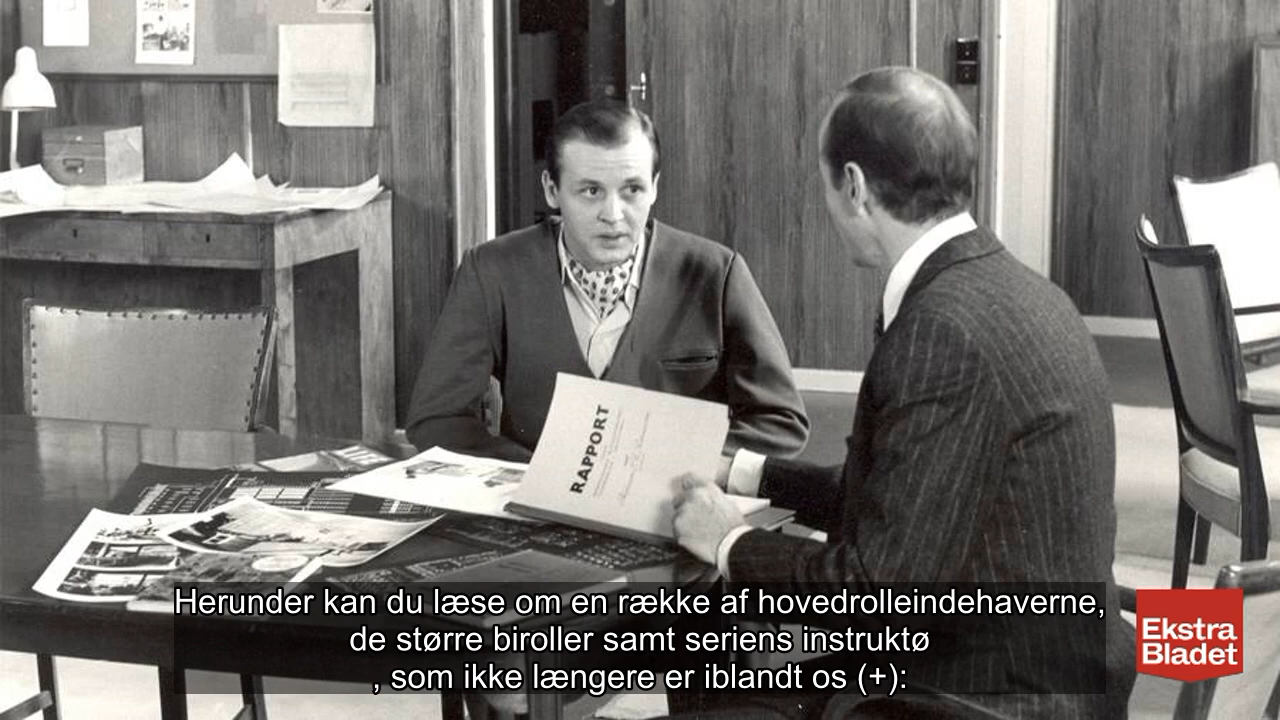 RAPPORT
Herunder kan du læse om en række af hovedrolleindehaverne,
de større biroller samt seriens instruktø
, som ikke længere er iblandt os (+):
Ekstra
Bladet